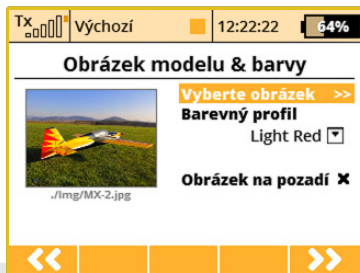 Tx Výchozí 12:22:22 64%
Obrázek modelu & barvy
Vyberte obrázek >>
Barevný profil
Light Red
Obrázek na pozadí ✖
./Img/MX-2.jpg